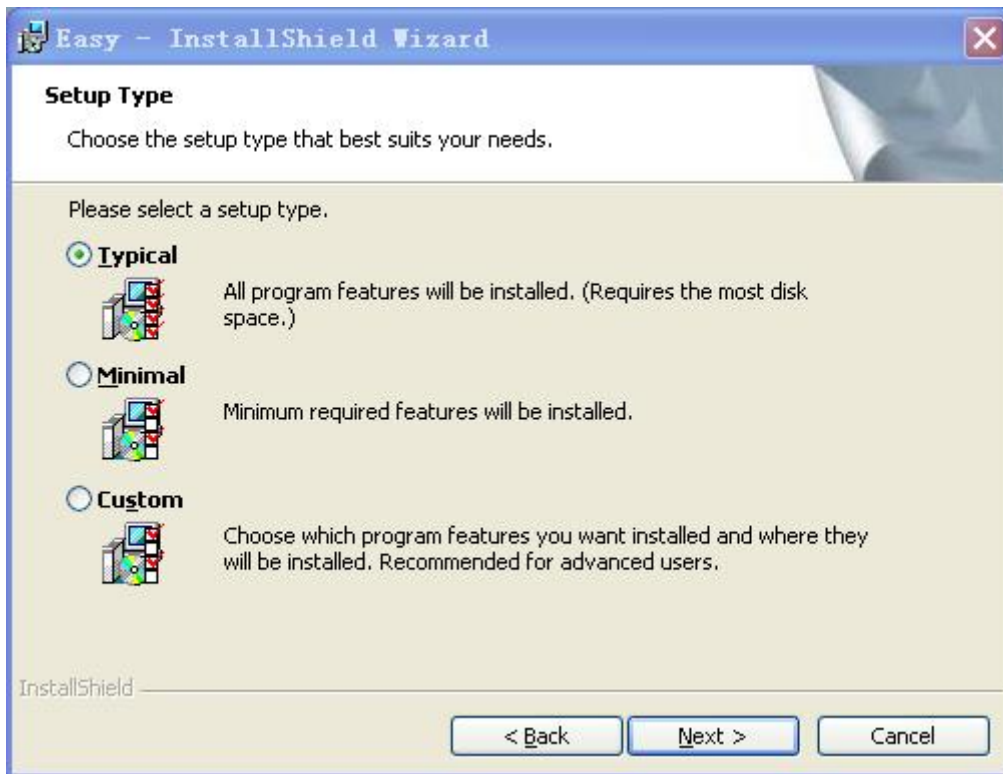 Easy - InstallShield Wizard
Setup Type
Choose the setup type that best suits your needs.
Please select a setup type.
Typical
All program features will be installed. (Requires the most disk
space.)
Minimal
Minimum required features will be installed.
Custom
Choose which program features you want installed and where they
will be installed. Recommended for advanced users.
InstallShield
< Back
Next >
Cancel